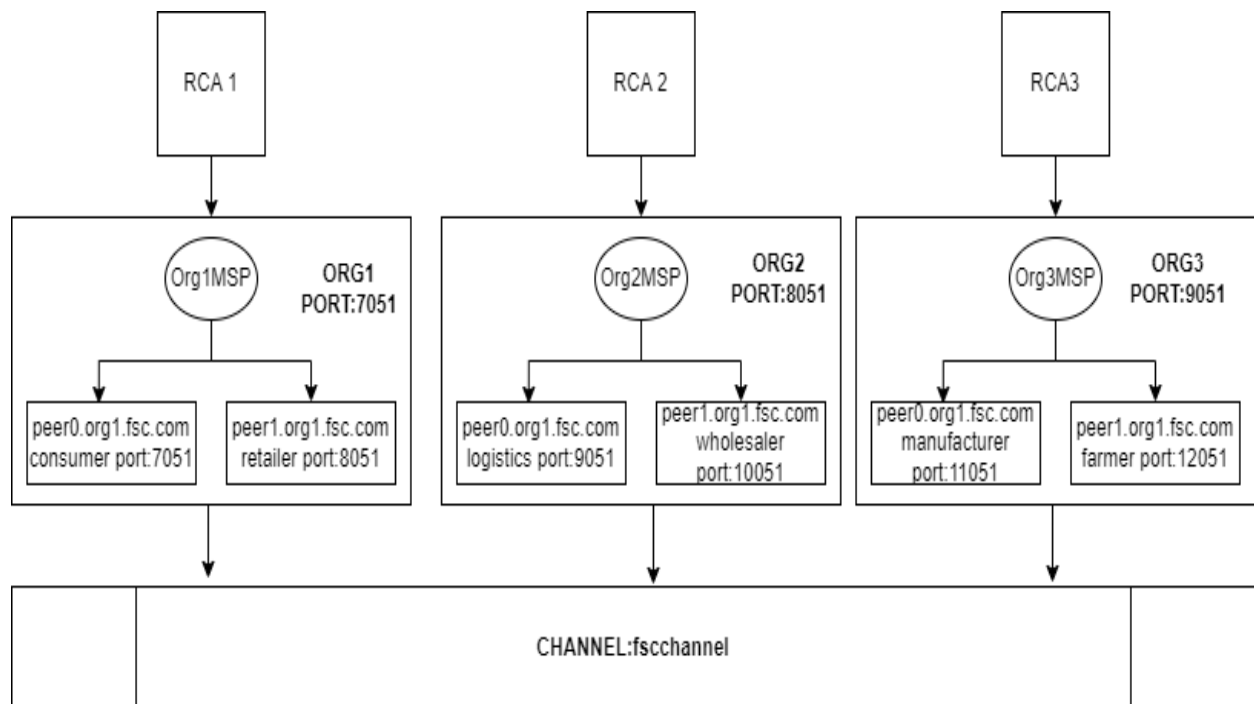 RCA 1
RCA 2
RCA3
Org1MSP
ORG1
PORT:7051
Org2MSP
ORG2
PORT:8051
Org3MSP
ORG3
PORT:9051
peer0.org1.fsc.com
consumer port:7051
peer1.org1.fsc.com
retailer port:8051
peer0.org1.fsc.com
logistics port:9051
peer1.org1.fsc.com
wholesaler
port:10051
peer0.org1.fsc.com
manufacturer
port:11051
peer1.org1.fsc.com
farmer port:12051
CHANNEL:fscchannel